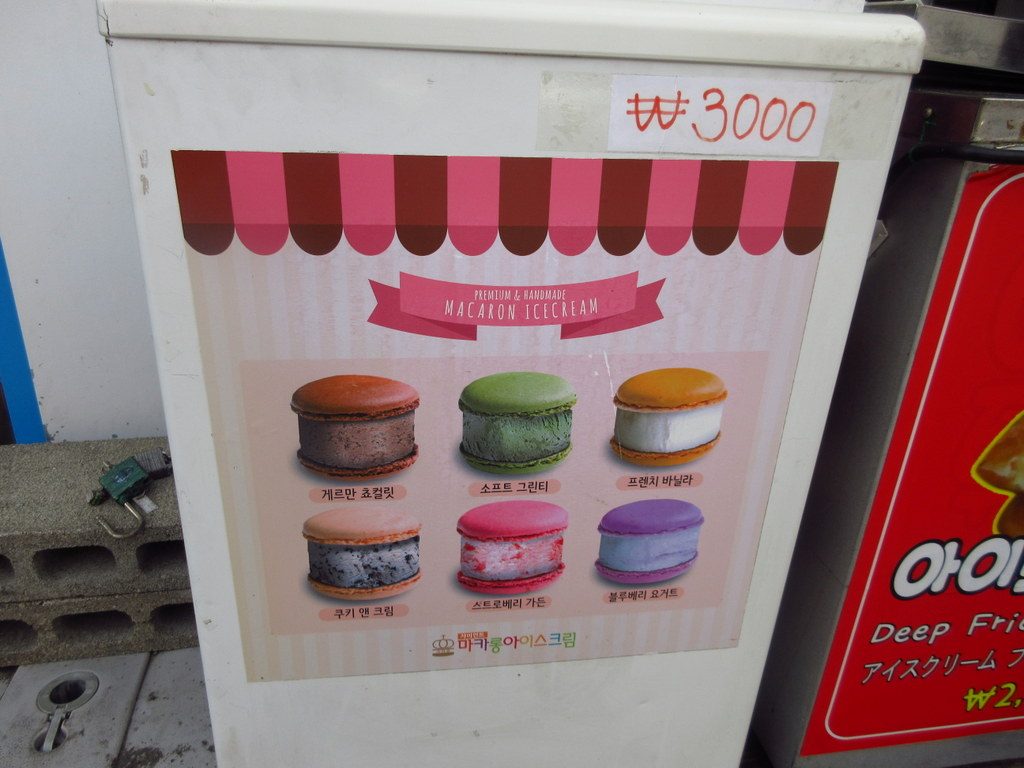 ₩3000
PREMIUM & HANDMADE
MACARON ICECREAM
게르만 쵸컬릿
소프트 그린티
프렌치 바닐라
쿠키 앤 크림
스트로베리 가든
블루베리 요거트
마카롱아이스크림
아이
Deep Frie
アイスクリーム フ
₩2,